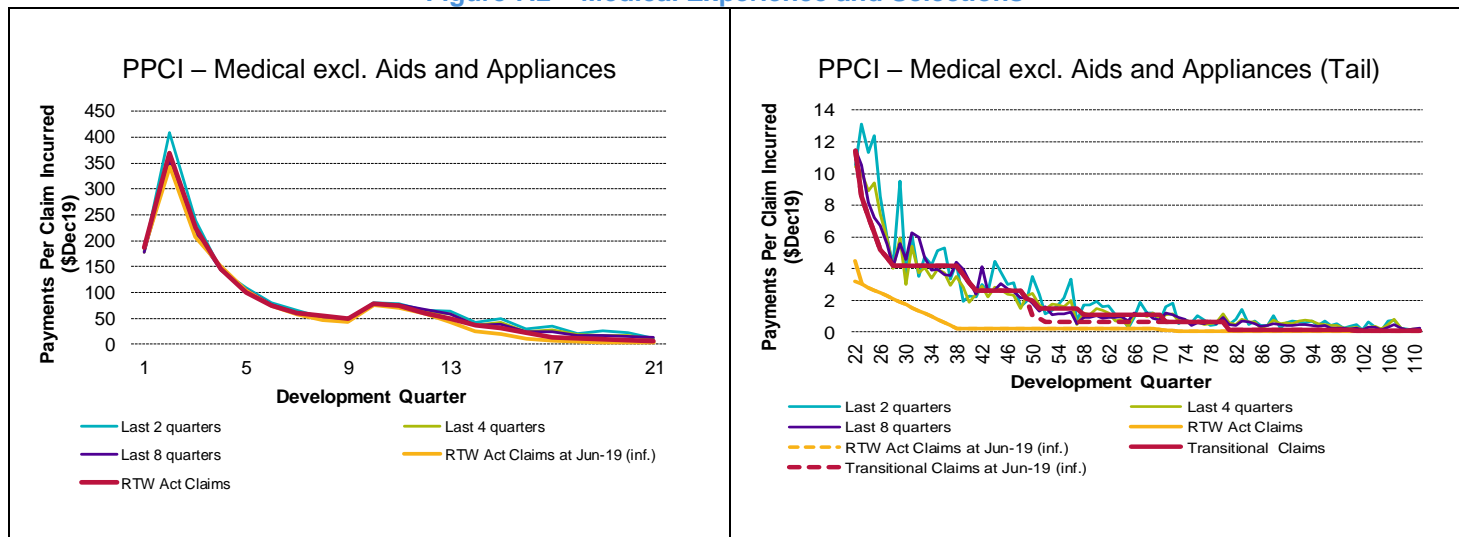 PPCI – Medical excl. Aids and Appliances
Payments Per Claim Incurred
($Dec19)
450
400
350
300
250
200
150
100
50
0
1 5 9 13 17 21
Development Quarter
Last 2 quarters Last 4 quarters
Last 8 quarters RTW Act Claims at Jun-19 (inf.)
RTW Act Claims
PPCI – Medical excl. Aids and Appliances (Tail)
Payments Per Claim Incurred
($Dec19)
14
12
10
8
6
4
2
0
22 26 30 34 38 42 46 50 54 58 62 66 70 74 78 82 86 90 94 98 102 106 110
Development Quarter
Last 2 quarters Last 4 quarters
Last 8 quarters RTW Act Claims
RTW Act Claims at Jun-19 (inf.) Transitional Claims
Transitional Claims at Jun-19 (inf.)